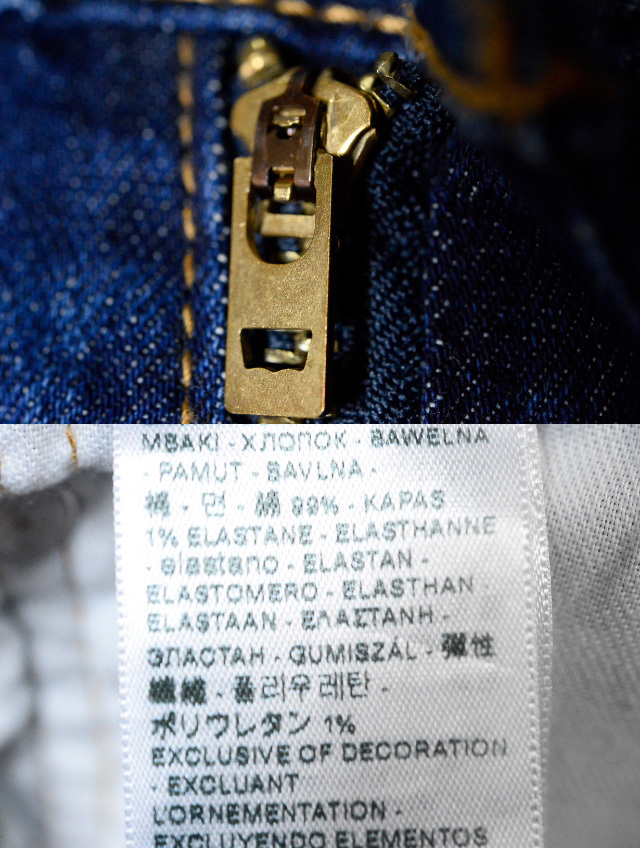 ΜΒΑΚΙ - ХЛОПОК - BAWEŁNA
- PAMUT - BAVLNA -
棉 - 면 - 綿 99% - KAPAS
1% ELASTANE - ELASTHANNE
- elastano - ELASTAN -
ELASTOMERO - ELASTHAN
ELASTAAN - ΕΛΑΣΤΑΝΗ -
ЭЛАСТАН - GUMISZÁL - 彈性
纖維 - 폴리우레탄 -
ポリウレタン 1%
EXCLUSIVE OF DECORATION
- EXCLUANT
L'ORNEMENTATION -
EXCLUYENDO ELEMENTOS